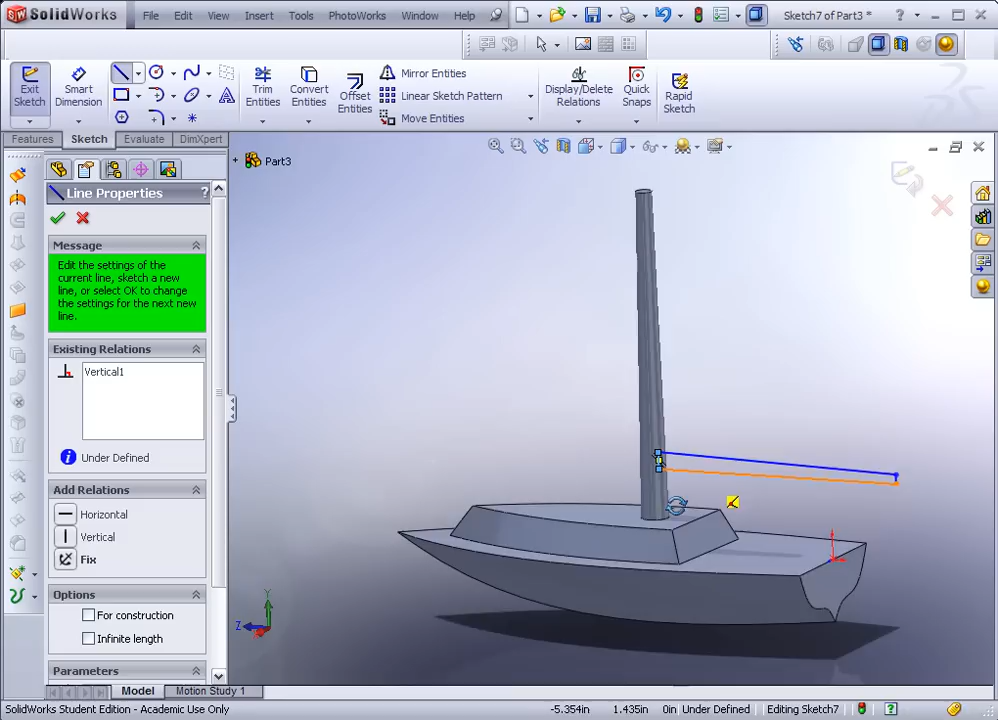 SolidWorks
File Edit View Insert Tools PhotoWorks Window Help
Sketch7 of Part3 *
Exit Sketch
Smart Dimension
Trim Entities
Convert Entities
Offset Entities
Mirror Entities
Linear Sketch Pattern
Move Entities
Display/Delete Relations
Quick Snaps
Rapid Sketch
Features Sketch Evaluate DimXpert
Part3
Line Properties ?
Message
Edit the settings of the
current line, sketch a new
line, or select OK to change
the settings for the next new
line.
Existing Relations
Vertical1
Under Defined
Add Relations
Horizontal
Vertical
Fix
Options
For construction
Infinite length
Parameters
Y
Z
Model Motion Study 1
SolidWorks Student Edition - Academic Use Only
-5.354in 1.435in 0in Under Defined Editing Sketch7